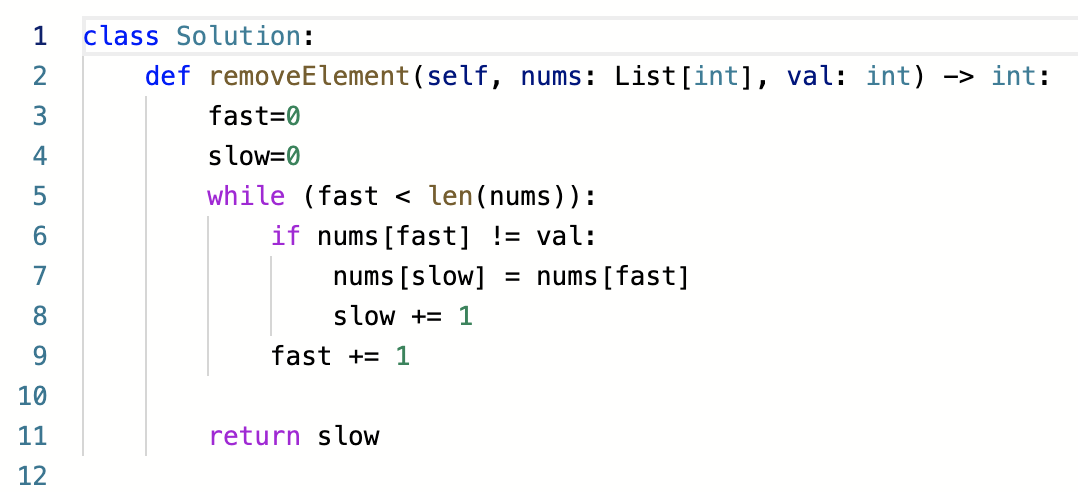 1 class Solution:
2     def removeElement(self, nums: List[int], val: int) -> int:
3         fast=0
4         slow=0
5         while (fast < len(nums)):
6             if nums[fast] != val:
7                 nums[slow] = nums[fast]
8                 slow += 1
9             fast += 1
10
11         return slow
12